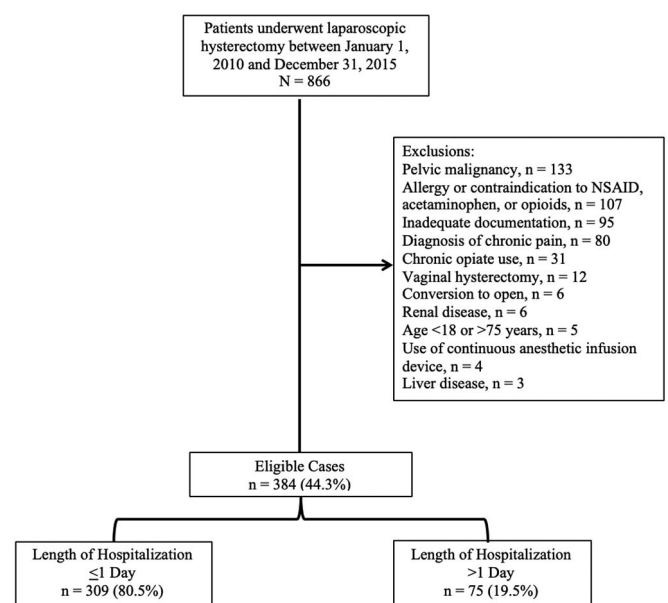 Patients underwent laparoscopic
hysterectomy between January 1,
2010 and December 31, 2015
N = 866
Exclusions:
Pelvic malignancy, n = 133
Allergy or contraindication to NSAID,
acetaminophen, or opioids, n = 107
Inadequate documentation, n = 95
Diagnosis of chronic pain, n = 80
Chronic opiate use, n = 31
Vaginal hysterectomy, n = 12
Conversion to open, n = 6
Renal disease, n = 6
Age <18 or >75 years, n = 5
Use of continuous anesthetic infusion
device, n = 4
Liver disease, n = 3
Eligible Cases
n = 384 (44.3%)
Length of Hospitalization
≤1 Day
n = 309 (80.5%)
Length of Hospitalization
>1 Day
n = 75 (19.5%)